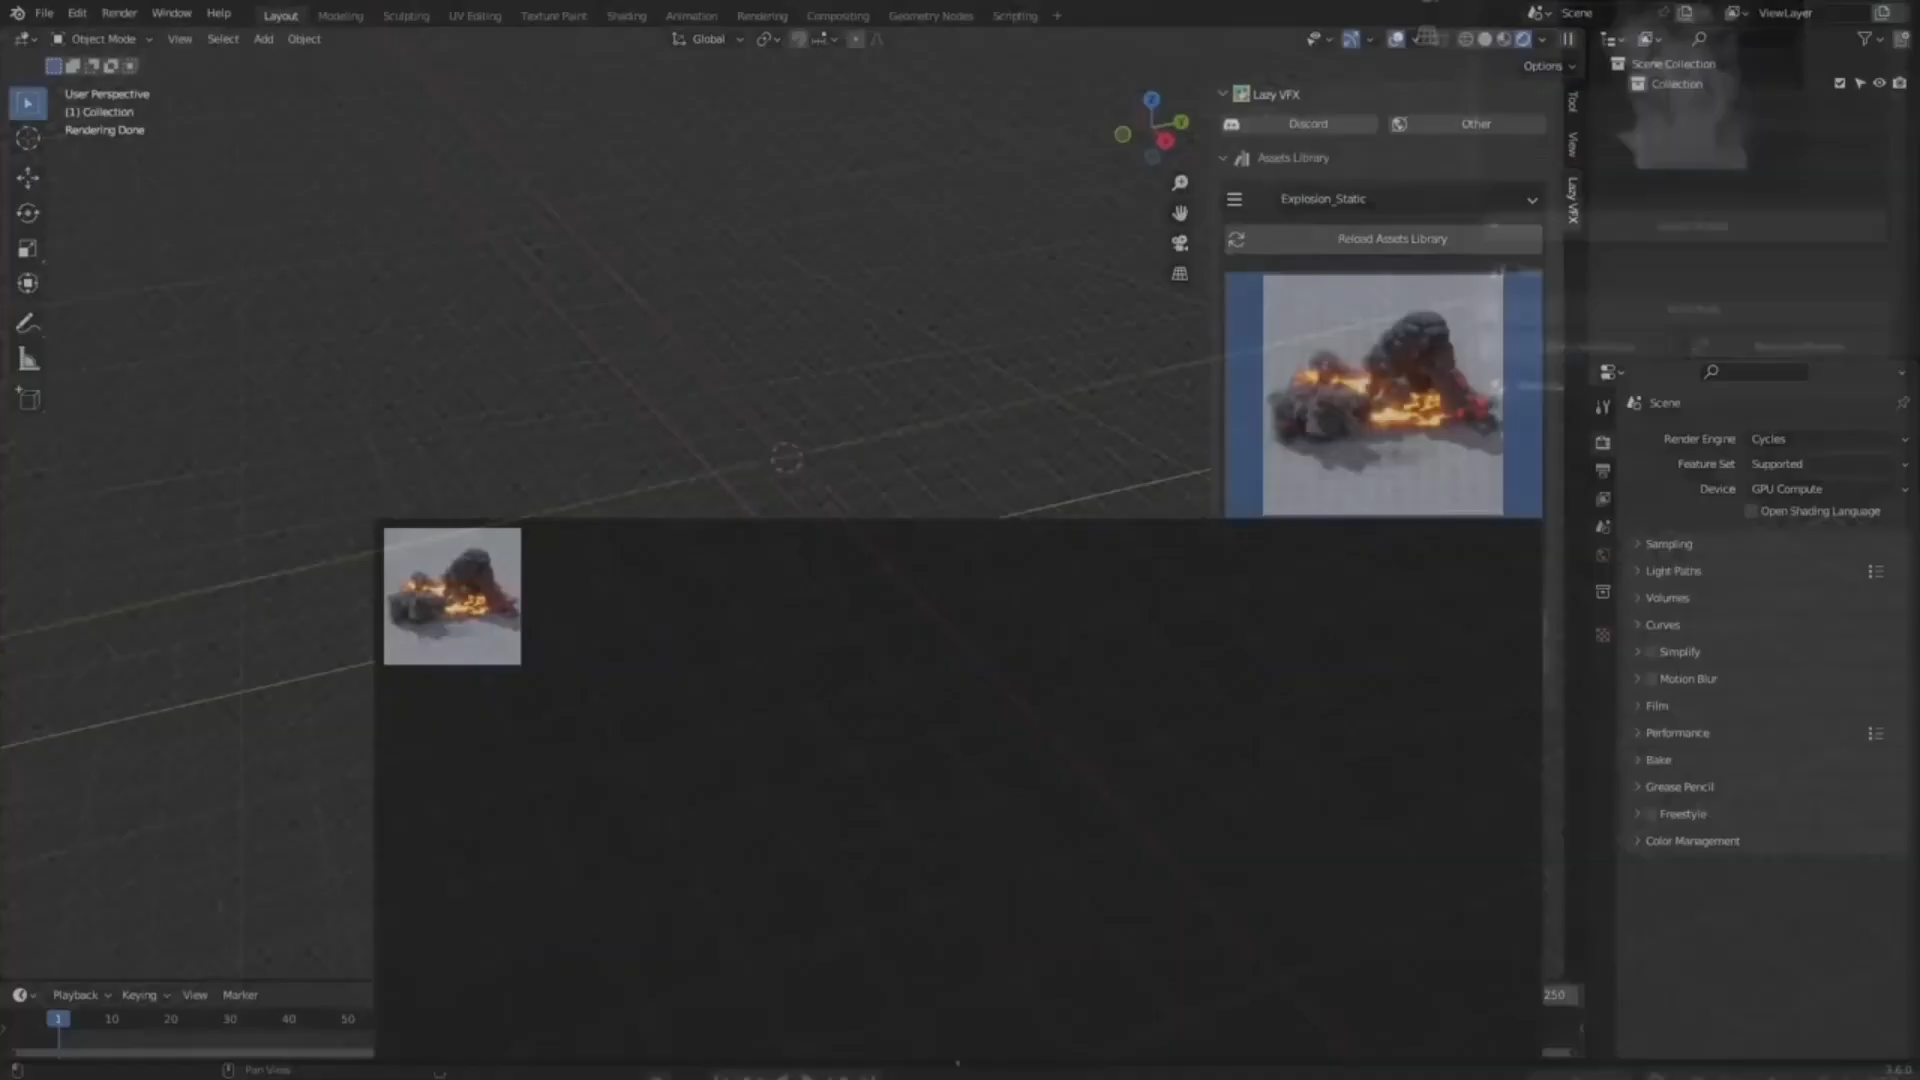 File Edit Render Window Help Layout Modeling Sculpting UV Editing Texture Paint Shading Animation Rendering Compositing Geometry Nodes Scripting + Scene ViewLayer
Object Mode View Select Add Object Global
Options
User Perspective
(1) Collection
Rendering Done
Lazy VFX
Discord Other
Assets Library
Explosion_Static
Reload Assets Library
Tool
View
Lazy VFX
Z
Y
X
Scene Collection
Collection
Scene
Render Engine Cycles
Feature Set Supported
Device GPU Compute
Open Shading Language
Sampling
Light Paths
Volumes
Curves
Simplify
Motion Blur
Film
Performance
Bake
Grease Pencil
Freestyle
Color Management
Playback Keying View Marker
250
1 10 20 30 40 50
Pan View
3.6.0